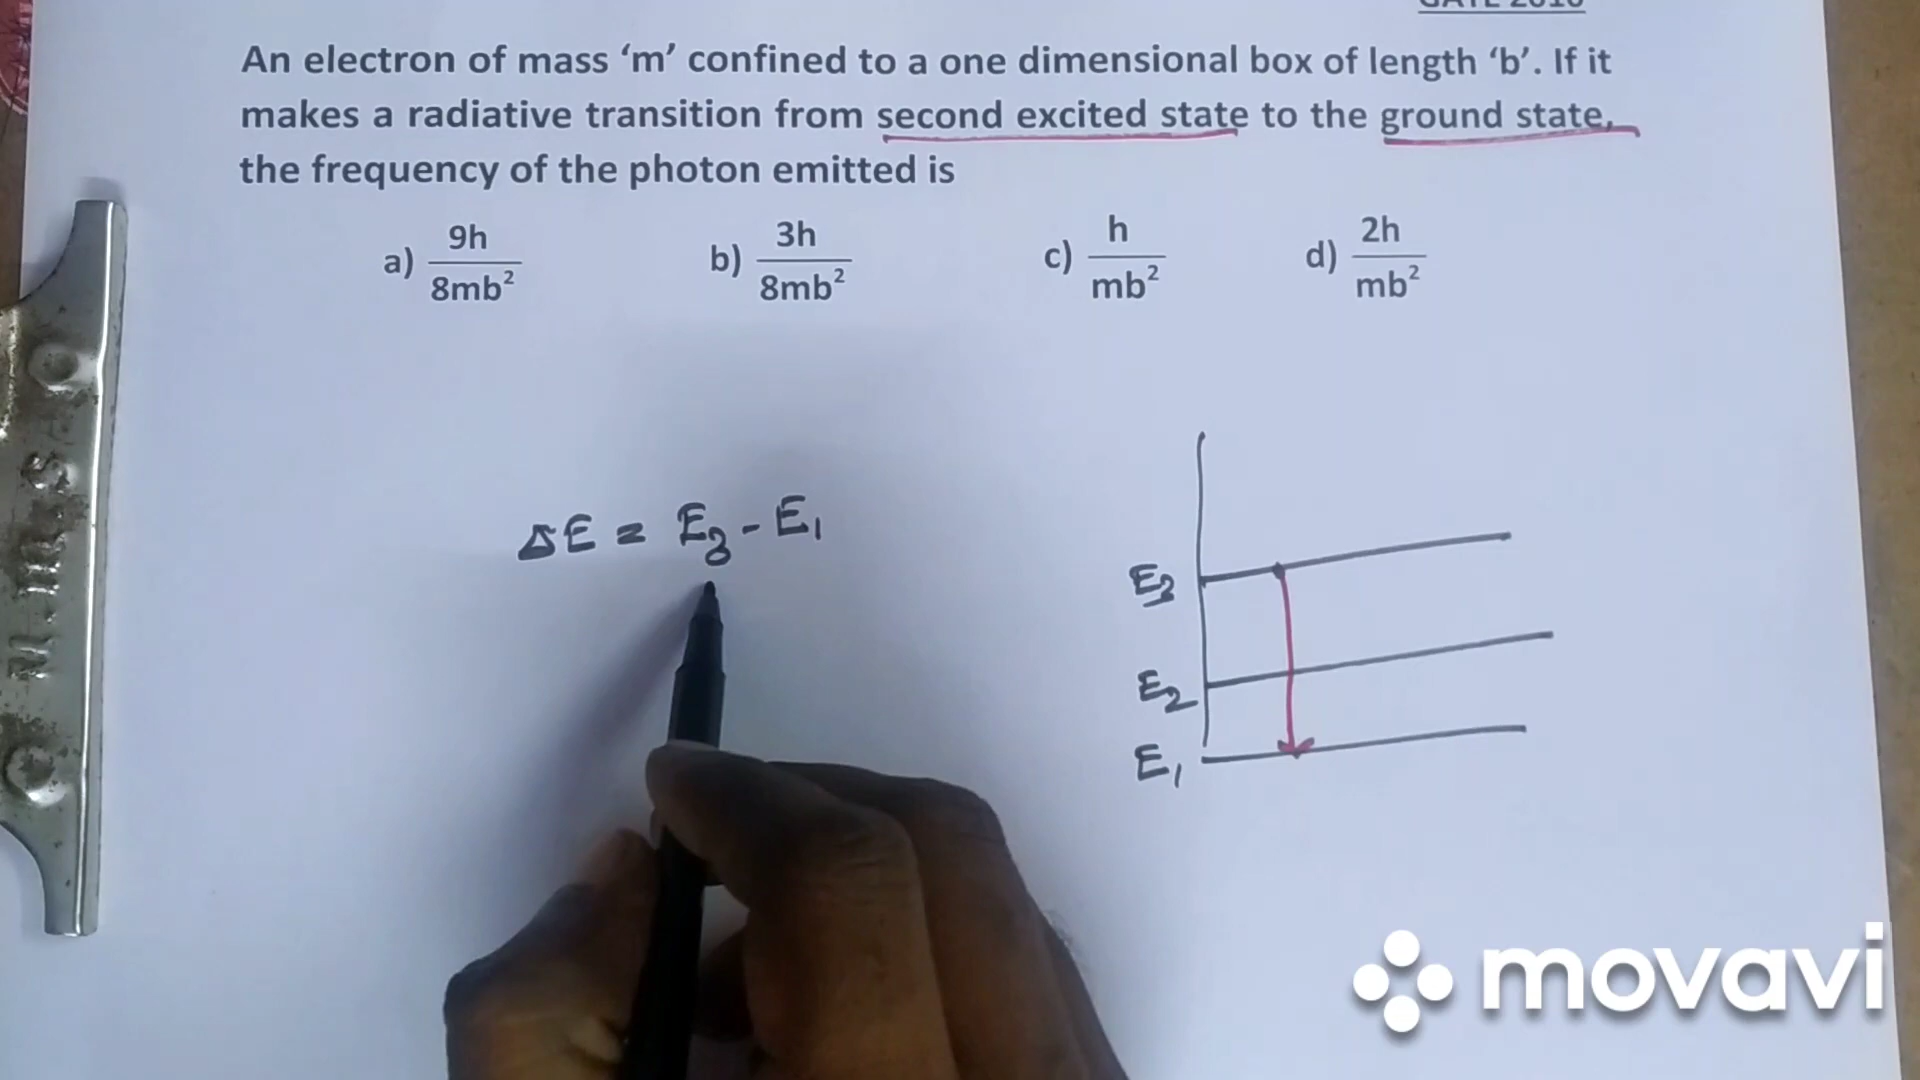 An electron of mass ‘m’ confined to a one dimensional box of length ‘b’. If it
makes a radiative transition from second excited state to the ground state,
the frequency of the photon emitted is
a) 9h/8mb² b) 3h/8mb² c) h/mb² d) 2h/mb²
ΔE = E₃ - E₁
E₃
E₂
E₁
N.M.S
movavi